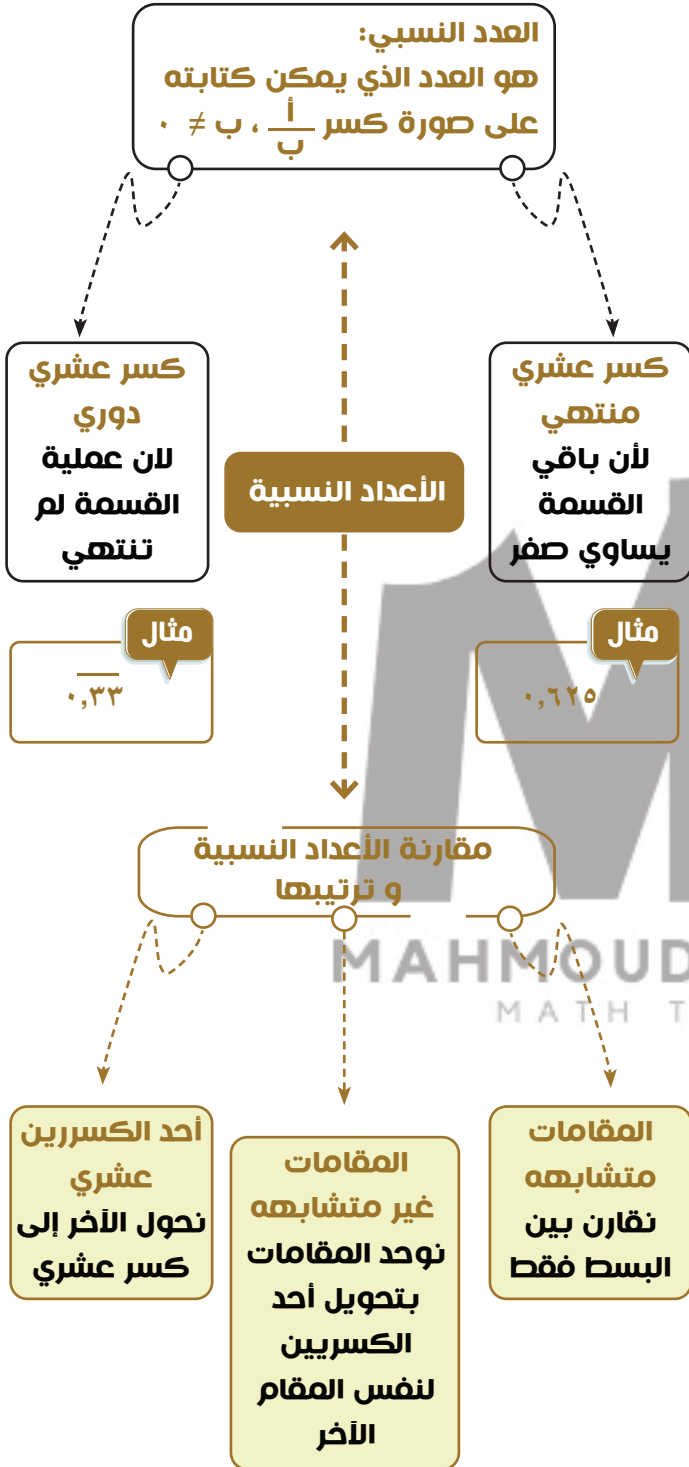 العدد النسبي:
هو العدد الذي يمكن كتابته
على صورة كسر أ/ب ، ب ≠ ٠
كسر عشري
منتهي
لأن باقي
القسمة
يساوي صفر
كسر عشري
دوري
لان عملية
القسمة لم
تنتهي
الأعداد النسبية
مثال
٠,٦٢٥
مثال
٠,٣٣
مقارنة الأعداد النسبية
و ترتيبها
MAHMOUD
MATH T
المقامات
متشابهه
نقارن بين
البسط فقط
المقامات
غير متشابهه
نوحد المقامات
بتحويل أحد
الكسريين
لنفس المقام
الآخر
أحد الكسررين
عشري
نحول الآخر إلى
كسر عشري